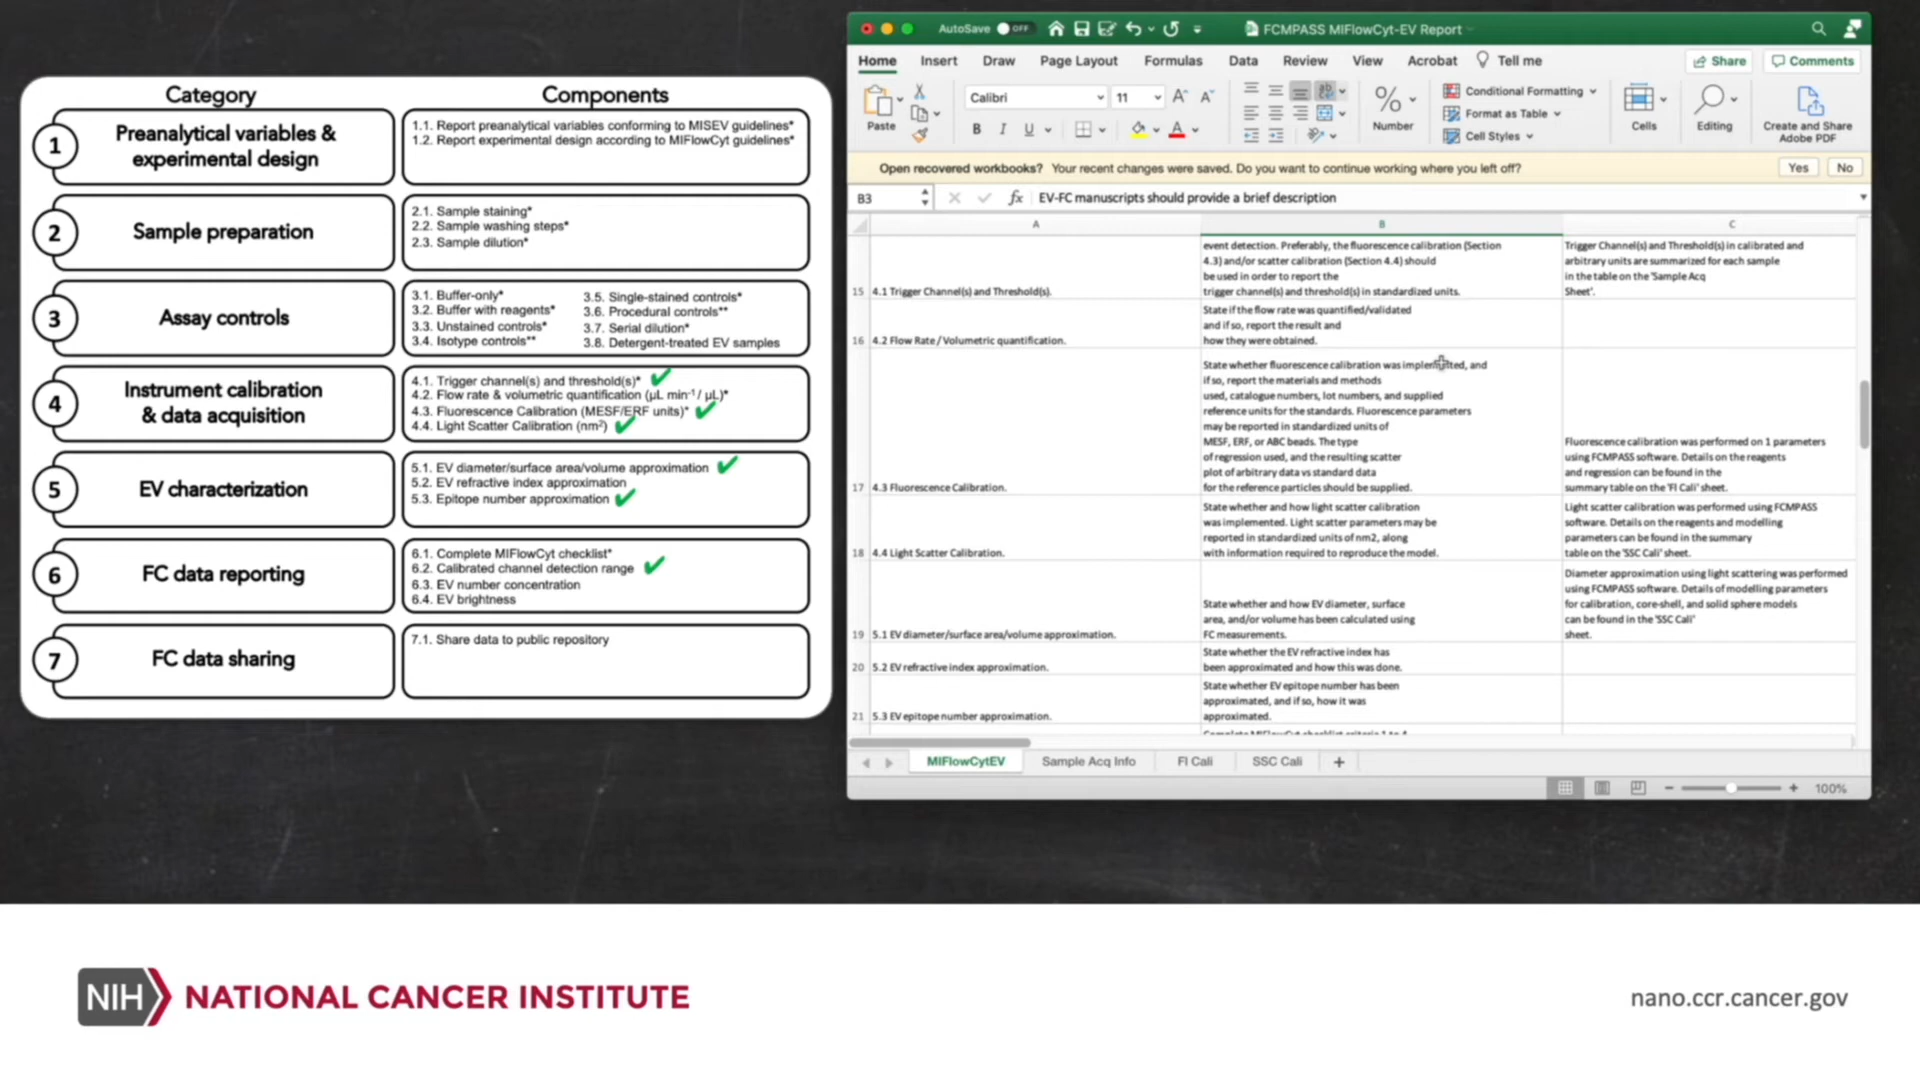 Category
Components
1
Preanalytical variables &
experimental design
1.1. Report preanalytical variables conforming to MISEV guidelines*
1.2. Report experimental design according to MIFlowCyt guidelines*
2
Sample preparation
2.1. Sample staining*
2.2. Sample washing steps*
2.3. Sample dilution*
3
Assay controls
3.1. Buffer-only*
3.2. Buffer with reagents*
3.3. Unstained controls*
3.4. Isotype controls**
3.5. Single-stained controls*
3.6. Procedural controls**
3.7. Serial dilution*
3.8. Detergent-treated EV samples
4
Instrument calibration
& data acquisition
4.1. Trigger channel(s) and threshold(s)*
4.2. Flow rate & volumetric quantification (µL min⁻¹/ µL)*
4.3. Fluorescence Calibration (MESF/ERF units)*
4.4. Light Scatter Calibration (nm²)
5
EV characterization
5.1. EV diameter/surface area/volume approximation
5.2. EV refractive index approximation
5.3. Epitope number approximation
6
FC data reporting
6.1. Complete MIFlowCyt checklist*
6.2. Calibrated channel detection range
6.3. EV number concentration
6.4. EV brightness
7
FC data sharing
7.1. Share data to public repository
AutoSave OFF
FCMPASS MIFlowCyt-EV Report
Home Insert Draw Page Layout Formulas Data Review View Acrobat Tell me Share Comments
Paste
Calibri 11
B I U
Number
Conditional Formatting
Format as Table
Cell Styles
Cells
Editing
Create and Share
Adobe PDF
Open recovered workbooks? Your recent changes were saved. Do you want to continue working where you left off? Yes No
B3 fx EV-FC manuscripts should provide a brief description
A B C
15 4.1 Trigger Channel(s) and Threshold(s).
event detection. Preferably, the fluorescence calibration (Section
4.3) and/or scatter calibration (Section 4.4) should
be used in order to report the
trigger channel(s) and threshold(s) in standardized units.
Trigger Channel(s) and Threshold(s) in calibrated and
arbitrary units are summarized for each sample
in the table on the 'Sample Acq
Sheet'.
16 4.2 Flow Rate / Volumetric quantification.
State if the flow rate was quantified/validated
and if so, report the result and
how they were obtained.
17 4.3 Fluorescence Calibration.
State whether fluorescence calibration was implemented, and
if so, report the materials and methods
used, catalogue numbers, lot numbers, and supplied
reference units for the standards. Fluorescence parameters
may be reported in standardized units of
MESF, ERF, or ABC beads. The type
of regression used, and the resulting scatter
plot of arbitrary data vs standard data
for the reference particles should be supplied.
Fluorescence calibration was performed on 1 parameters
using FCMPASS software. Details on the reagents
and regression can be found in the
summary table on the 'Fl Cali' sheet.
18 4.4 Light Scatter Calibration.
State whether and how light scatter calibration
was implemented. Light scatter parameters may be
reported in standardized units of nm2, along
with information required to reproduce the model.
Light scatter calibration was performed using FCMPASS
software. Details on the reagents and modelling
parameters can be found in the summary
table on the 'SSC Cali' sheet.
19 5.1 EV diameter/surface area/volume approximation.
State whether and how EV diameter, surface
area, and/or volume has been calculated using
FC measurements.
Diameter approximation using light scattering was performed
using FCMPASS software. Details of modelling parameters
for calibration, core-shell, and solid sphere models
can be found in the 'SSC Cali'
sheet.
20 5.2 EV refractive index approximation.
State whether the EV refractive index has
been approximated and how this was done.
21 5.3 EV epitope number approximation.
State whether EV epitope number has been
approximated, and if so, how it was
approximated.
MIFlowCytEV Sample Acq Info Fl Cali SSC Cali +
100%
NIH NATIONAL CANCER INSTITUTE
nano.ccr.cancer.gov